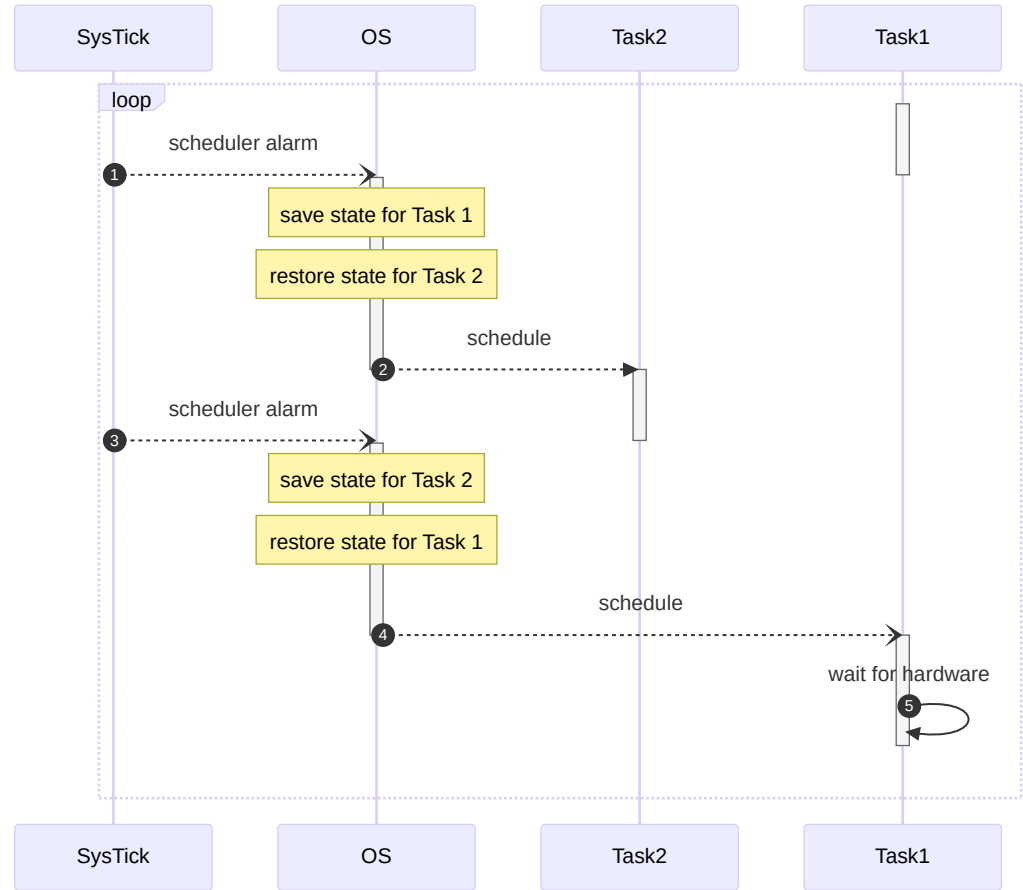 SysTick
OS
Task2
Task1
loop
scheduler alarm
1
save state for Task 1
restore state for Task 2
schedule
2
scheduler alarm
3
save state for Task 2
restore state for Task 1
schedule
4
wait for hardware
5
SysTick
OS
Task2
Task1